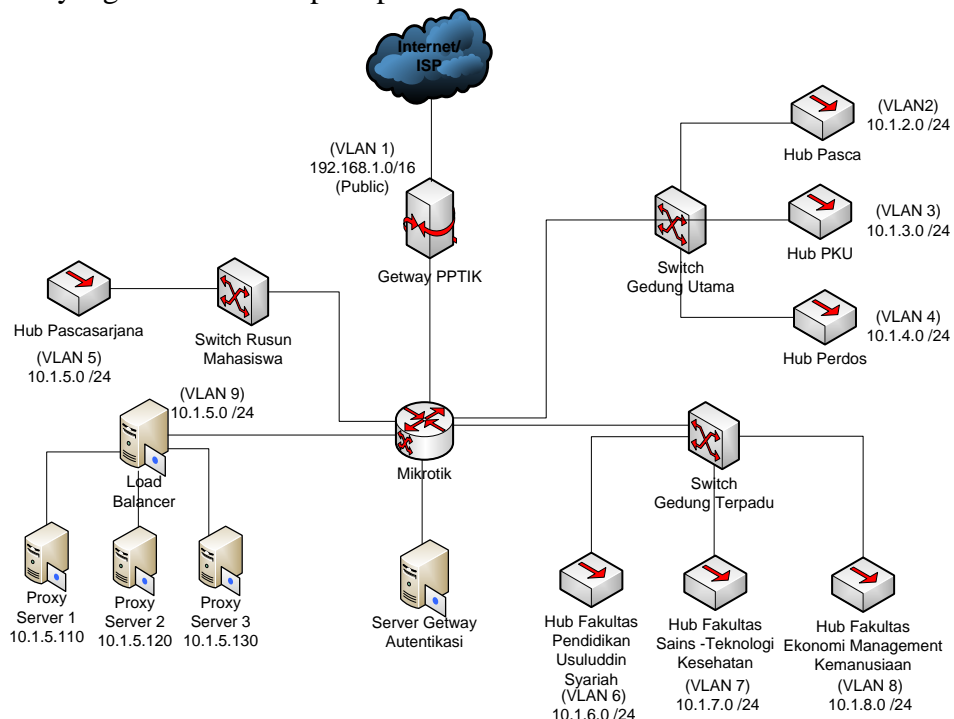 Internet/
ISP
(VLAN 1)
192.168.1.0/16
(Public)
Getway PPTIK
(VLAN2)
10.1.2.0 /24
Hub Pasca
(VLAN 3)
10.1.3.0 /24
Hub PKU
Switch
Gedung Utama
(VLAN 4)
10.1.4.0 /24
Hub Perdos
Hub Pascasarjana
(VLAN 5)
10.1.5.0 /24
Switch Rusun
Mahasiswa
(VLAN 9)
10.1.5.0 /24
Load
Balancer
Mikrotik
Switch
Gedung Terpadu
Proxy
Server 1
10.1.5.110
Proxy
Server 2
10.1.5.120
Proxy
Server 3
10.1.5.130
Server Getway
Autentikasi
Hub Fakultas
Pendidikan
Usuluddin
Syariah
(VLAN 6)
10.1.6.0 /24
Hub Fakultas
Sains -Teknologi
Kesehatan
(VLAN 7)
10.1.7.0 /24
Hub Fakultas
Ekonomi Management
Kemanusiaan
(VLAN 8)
10.1.8.0 /24